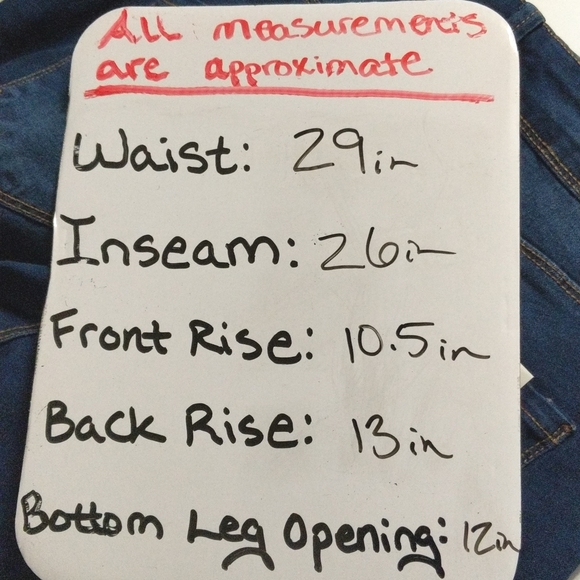 All measurements
are approximate
Waist: 29in
Inseam: 26in
Front Rise: 10.5in
Back Rise: 13in
Bottom Leg Opening: 12in